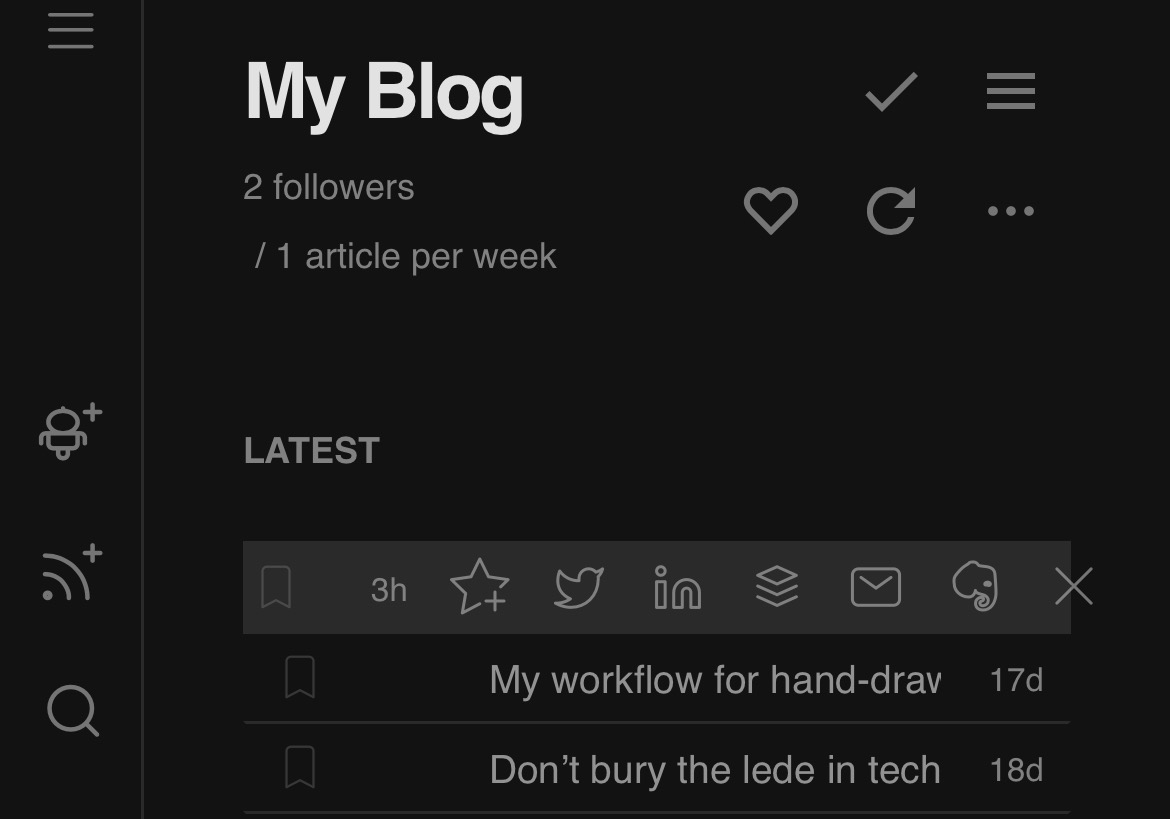 My Blog
2 followers
/ 1 article per week
LATEST
3h
My workflow for hand-draw 17d
Don’t bury the lede in tech 18d